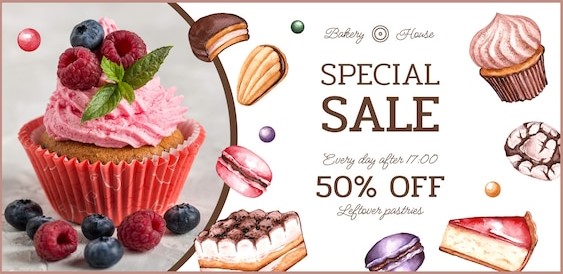 Bakery House
SPECIAL
SALE
Every day after 17:00
50% OFF
Leftover pastries